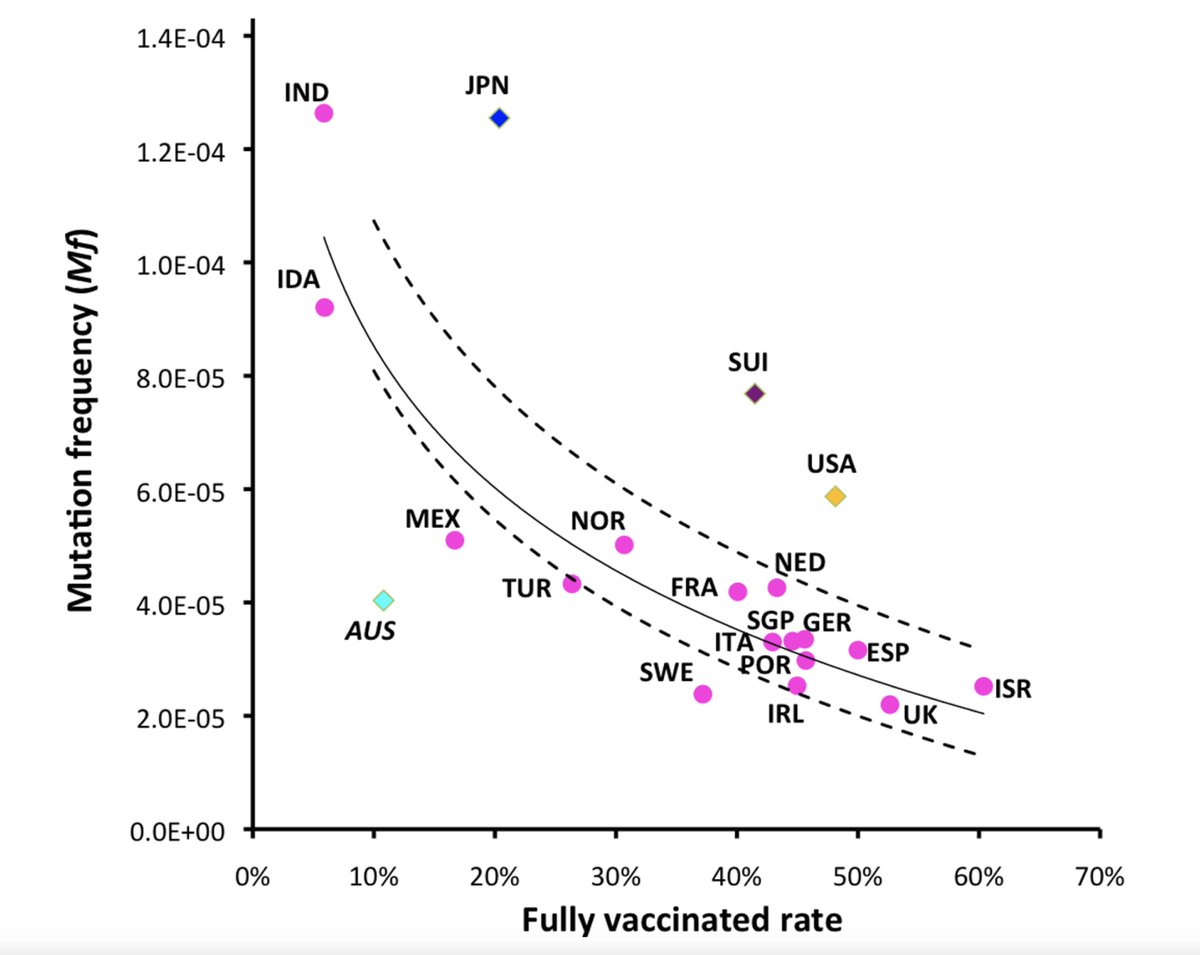 1.4E-04
1.2E-04
1.0E-04
8.0E-05
6.0E-05
4.0E-05
2.0E-05
0.0E+00
Mutation frequency (Mf)
IND
JPN
IDA
SUI
USA
MEX
NOR
NED
TUR
FRA
AUS
SGP
GER
ITA
ESP
SWE
POR
ISR
IRL
UK
0%
10%
20%
30%
40%
50%
60%
70%
Fully vaccinated rate